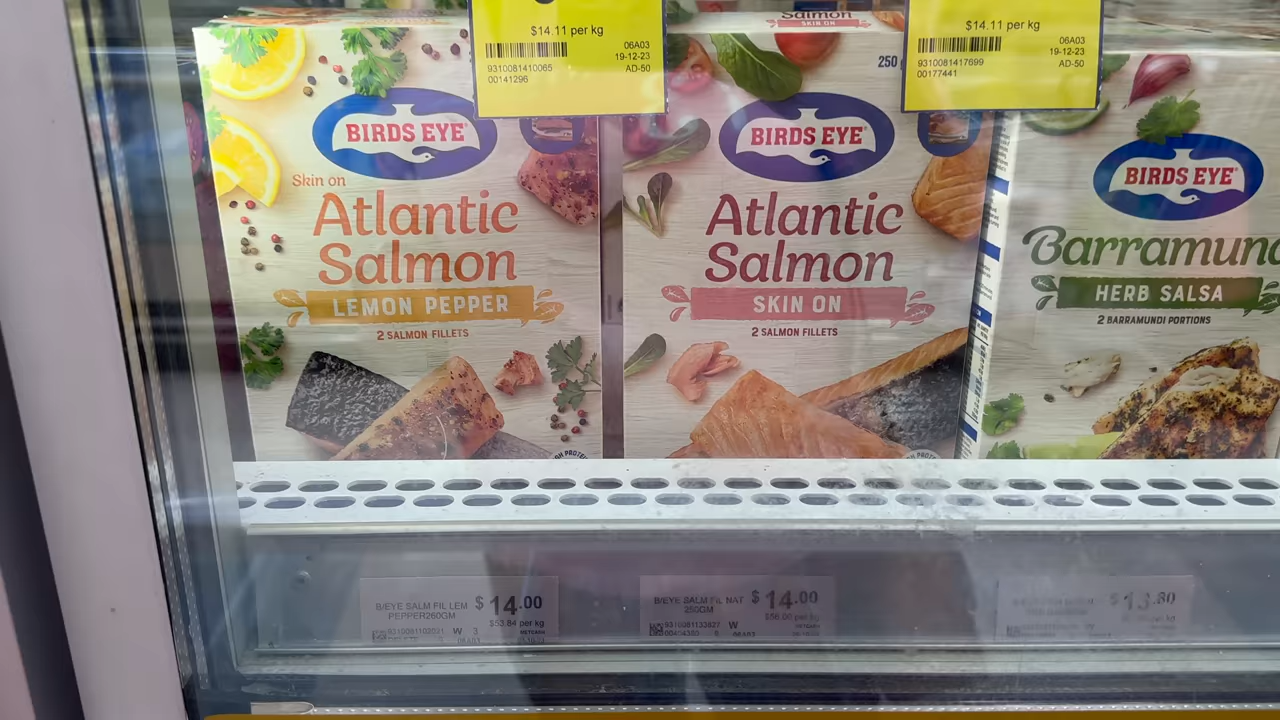 $14.11 per kg
06A03
9310081410065
19-12-23
00141296
AD-50
$14.11 per kg
06A03
9310081417699
19-12-23
00177441
AD-50
BIRDS EYE
Skin on
Atlantic
Salmon
LEMON PEPPER
2 SALMON FILLETS
Salmon
SKIN ON
250
BIRDS EYE
Atlantic
Salmon
SKIN ON
2 SALMON FILLETS
BIRDS EYE
Barramund
HERB SALSA
2 BARRAMUNDI PORTIONS
B/EYE SALM FIL LEM
PEPPER260GM
$14.00
$53.84 per kg
9310081102021 W 3
B/EYE SALM FIL NAT
250GM
$14.00
$56.00 per kg
9310081133827 W
$13.80